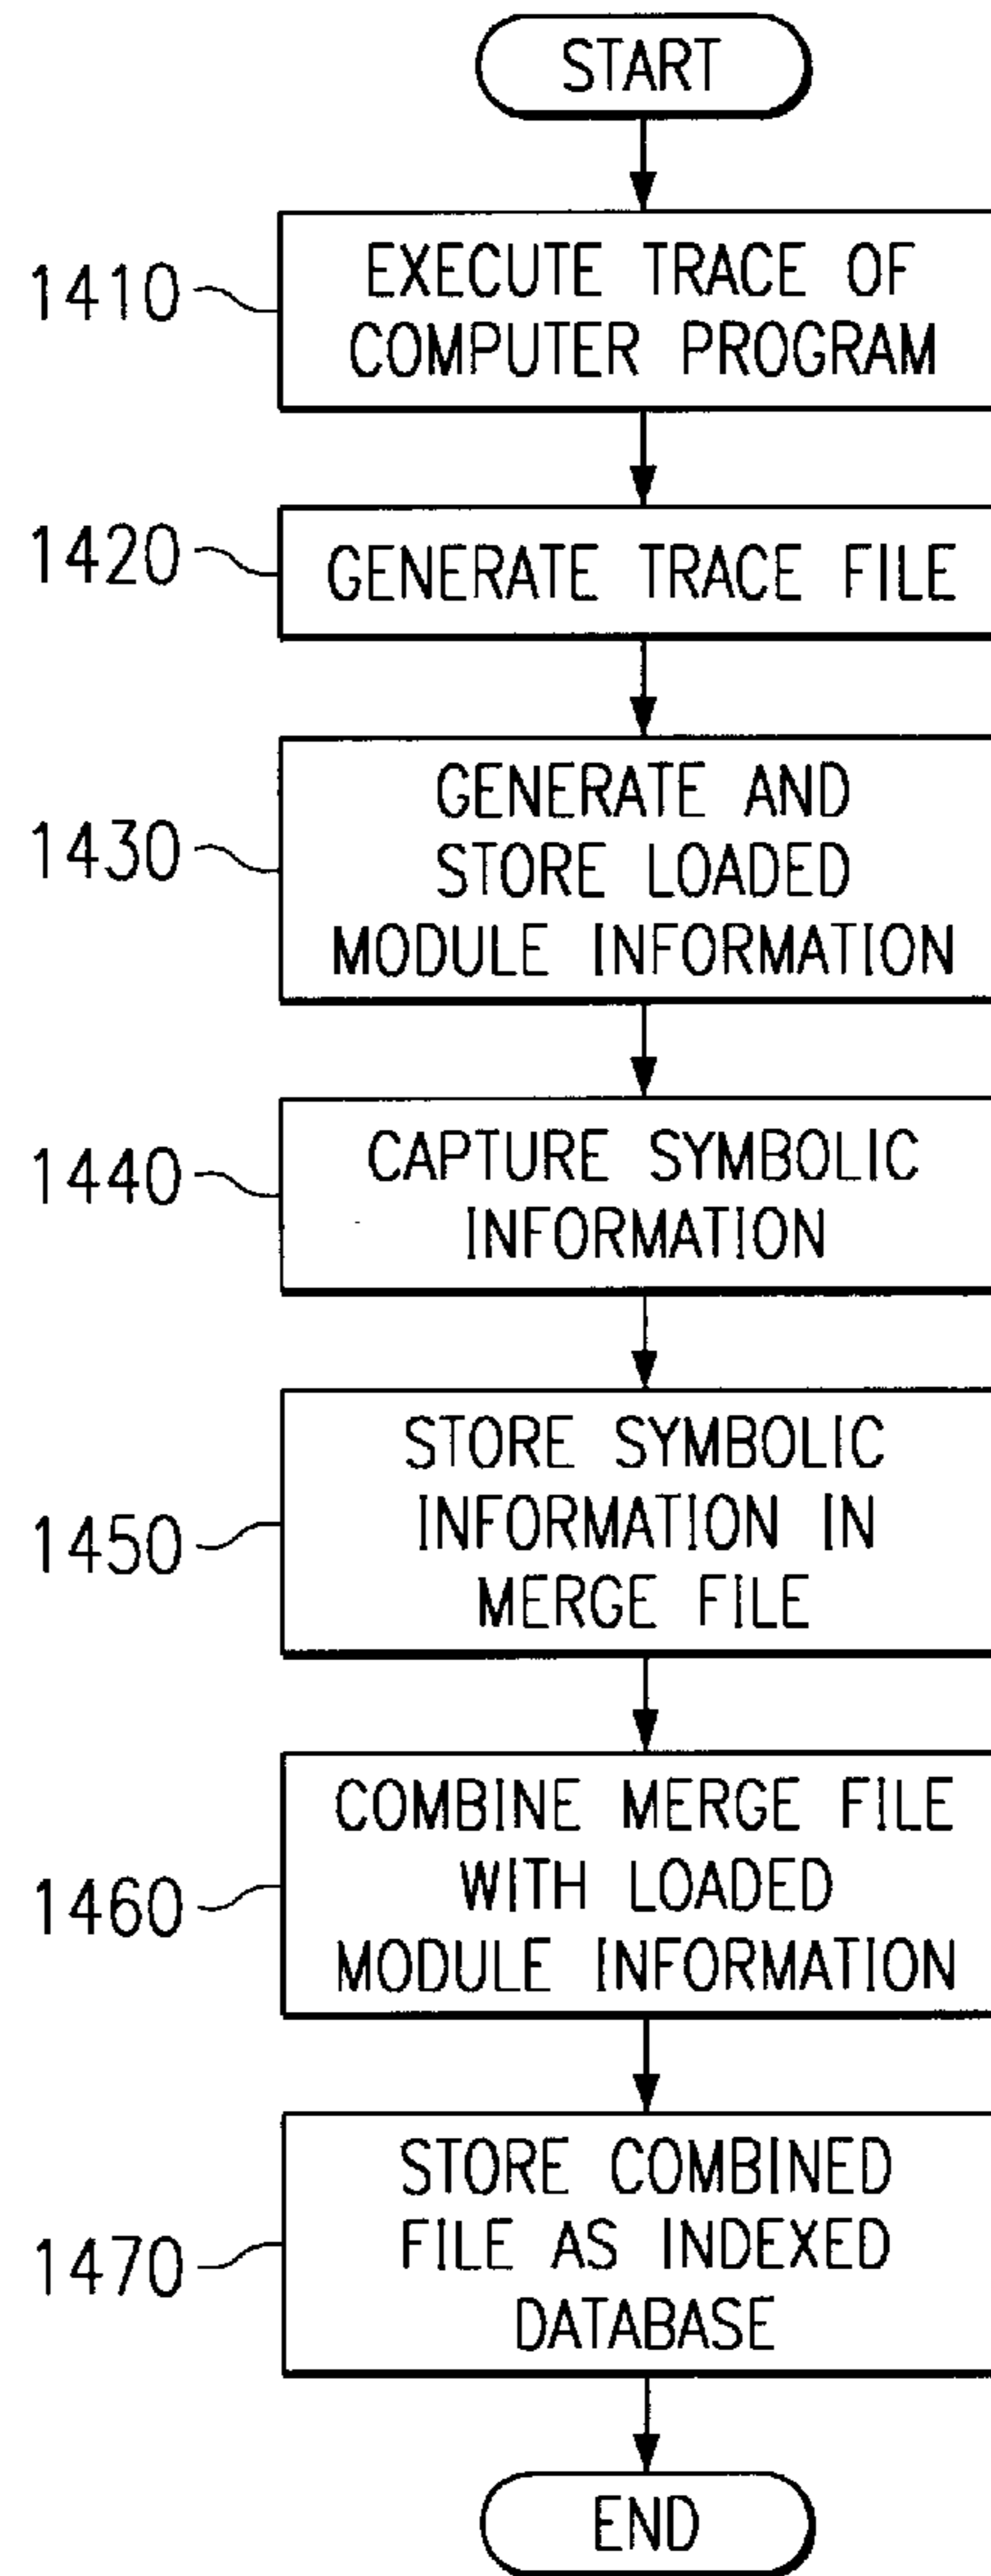 START
1410
EXECUTE TRACE OF
COMPUTER PROGRAM
1420
GENERATE TRACE FILE
1430
GENERATE AND
STORE LOADED
MODULE INFORMATION
1440
CAPTURE SYMBOLIC
INFORMATION
1450
STORE SYMBOLIC
INFORMATION IN
MERGE FILE
1460
COMBINE MERGE FILE
WITH LOADED
MODULE INFORMATION
1470
STORE COMBINED
FILE AS INDEXED
DATABASE
END